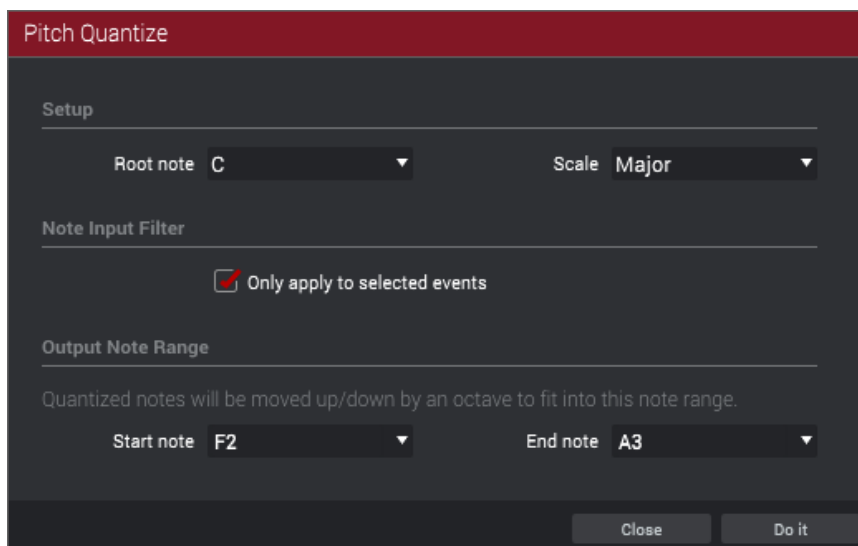 Pitch Quantize
Setup
Root note C Scale Major
Note Input Filter
Only apply to selected events
Output Note Range
Quantized notes will be moved up/down by an octave to fit into this note range.
Start note F2 End note A3
Close Do it